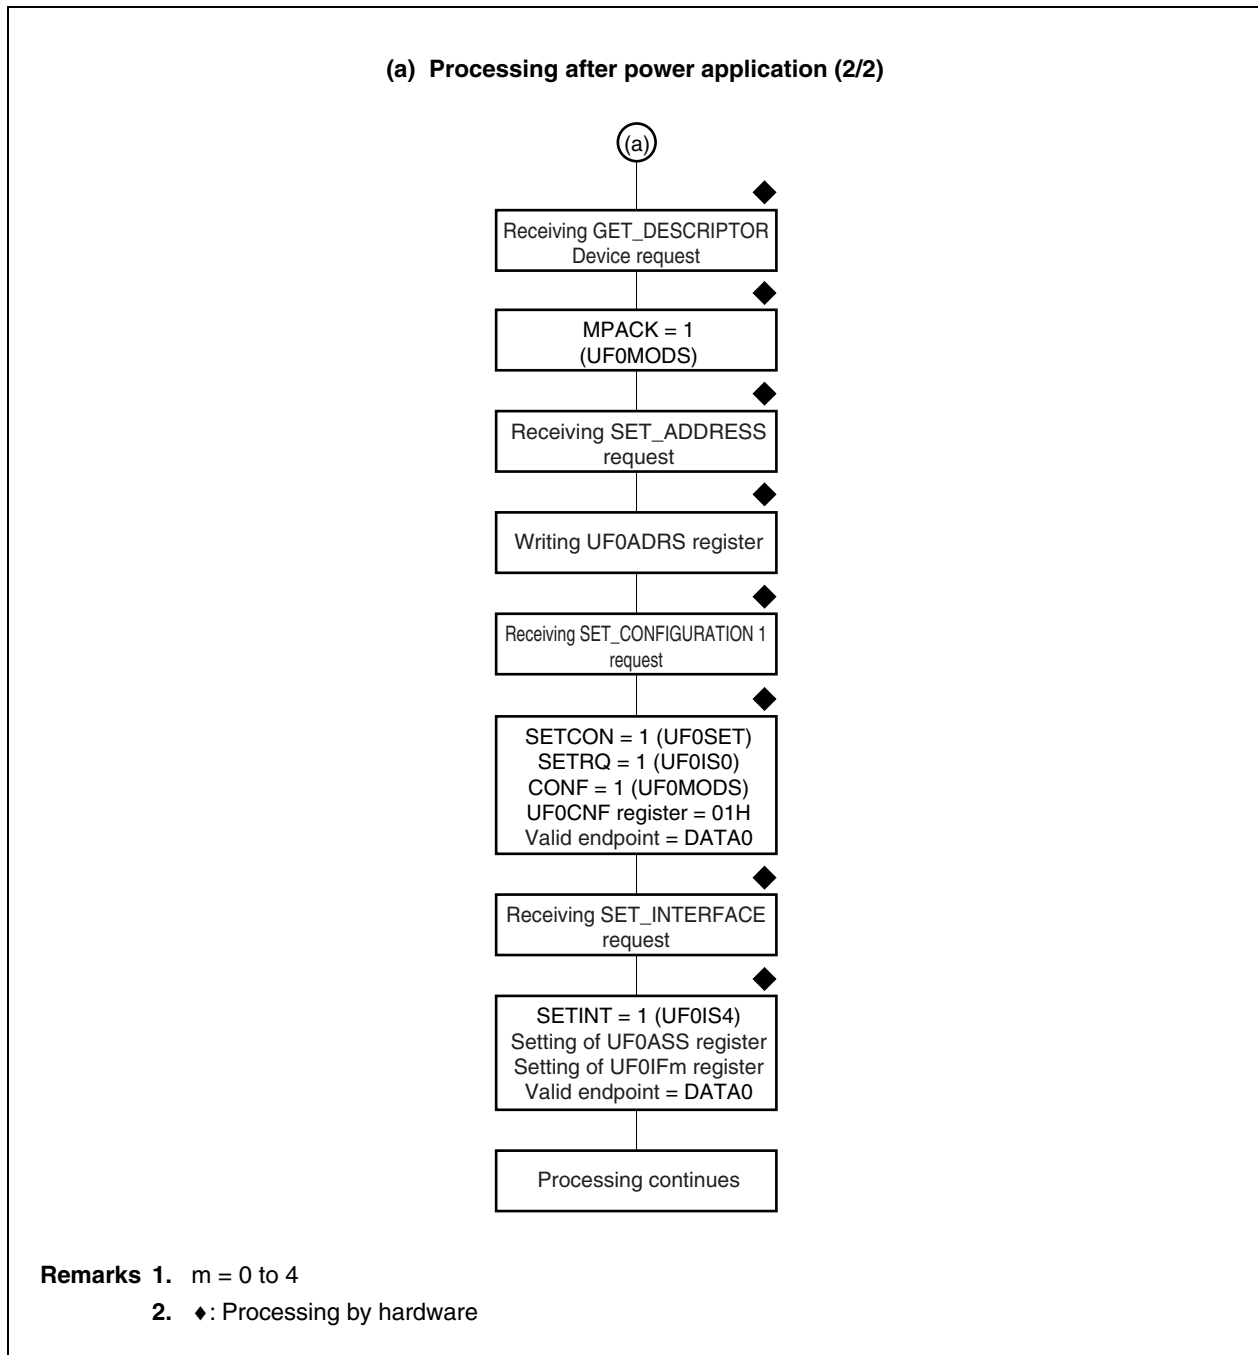 (a) Processing after power application (2/2)
(a)
Receiving GET_DESCRIPTOR
Device request
MPACK = 1
(UF0MODS)
Receiving SET_ADDRESS
request
Writing UF0ADRS register
Receiving SET_CONFIGURATION 1
request
SETCON = 1 (UF0SET)
SETRQ = 1 (UF0IS0)
CONF = 1 (UF0MODS)
UF0CNF register = 01H
Valid endpoint = DATA0
Receiving SET_INTERFACE
request
SETINT = 1 (UF0IS4)
Setting of UF0ASS register
Setting of UF0IFm register
Valid endpoint = DATA0
Processing continues
Remarks 1. m = 0 to 4
2. ♦: Processing by hardware